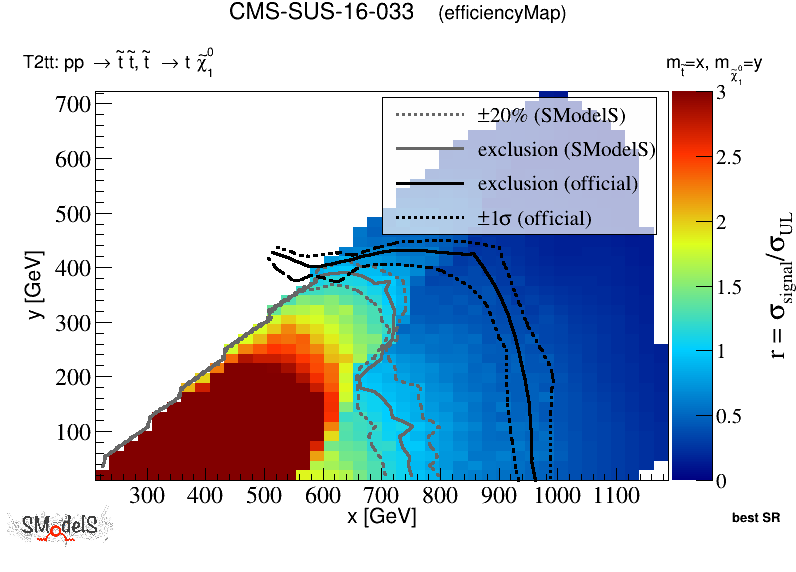 CMS-SUS-16-033 (efficiencyMap)
T2tt: pp → t̃ t̃, t̃ → t χ̃₁⁰
m_t̃=x, m_χ̃₁⁰=y
±20% (SModelS)
exclusion (SModelS)
exclusion (official)
±1σ (official)
700
600
500
400
300
200
100
y [GeV]
300 400 500 600 700 800 900 1000 1100
x [GeV]
3
2.5
2
1.5
1
0.5
0
r = σ_signal/σ_UL
best SR
SModelS